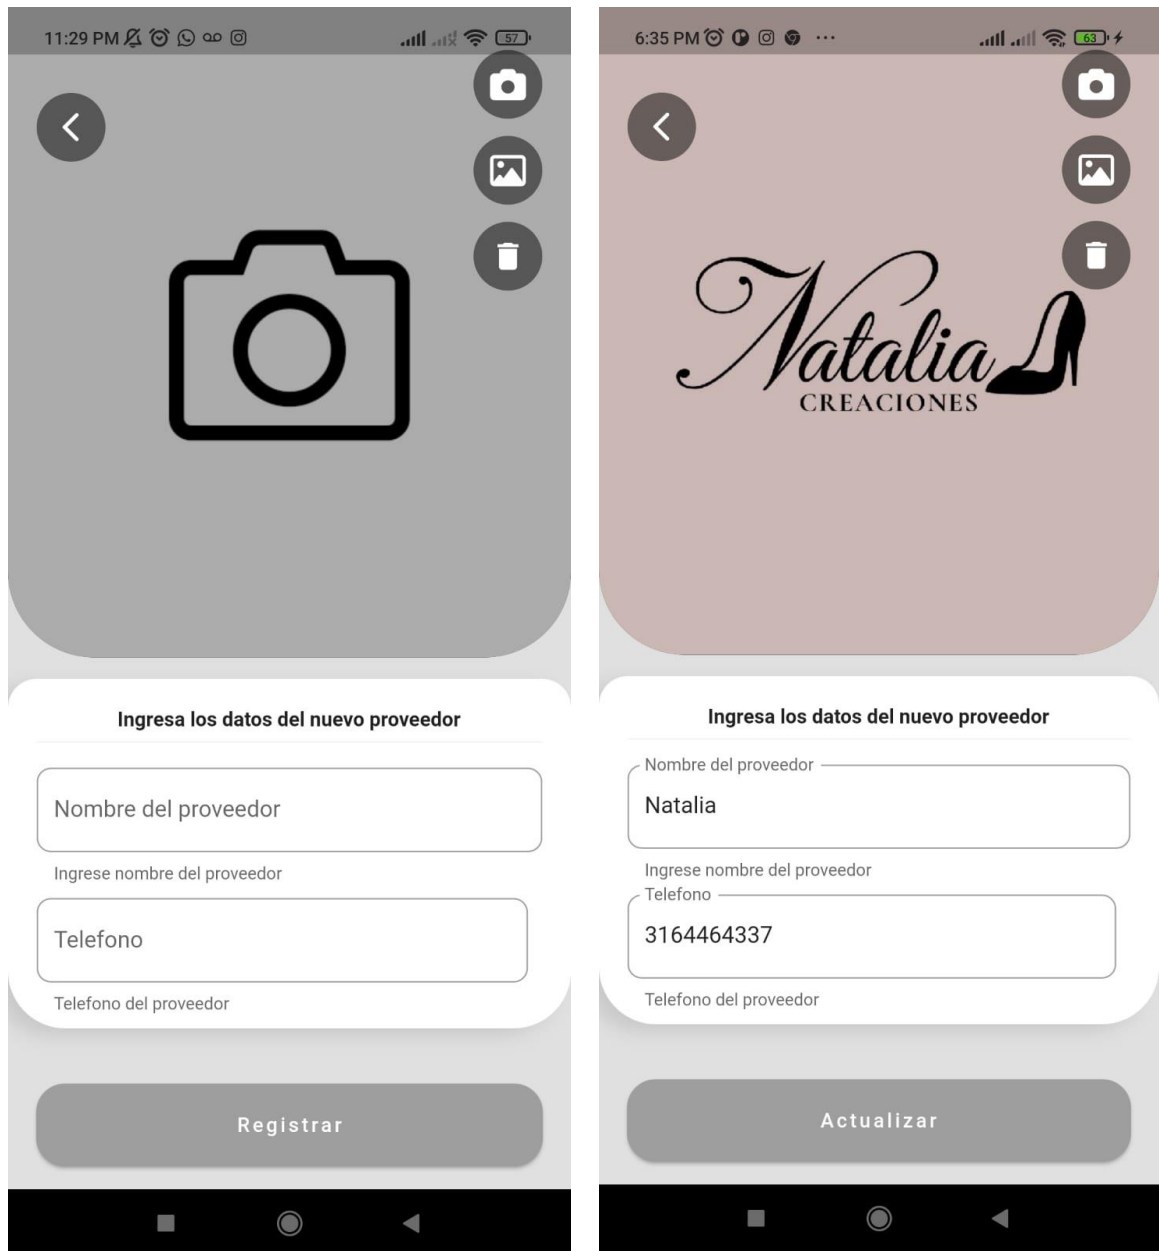 11:29 PM
57
Ingresa los datos del nuevo proveedor
Nombre del proveedor
Ingrese nombre del proveedor
Telefono
Telefono del proveedor
Registrar
6:35 PM
63
Natalia
CREACIONES
Ingresa los datos del nuevo proveedor
Nombre del proveedor
Natalia
Ingrese nombre del proveedor
Telefono
3164464337
Telefono del proveedor
Actualizar